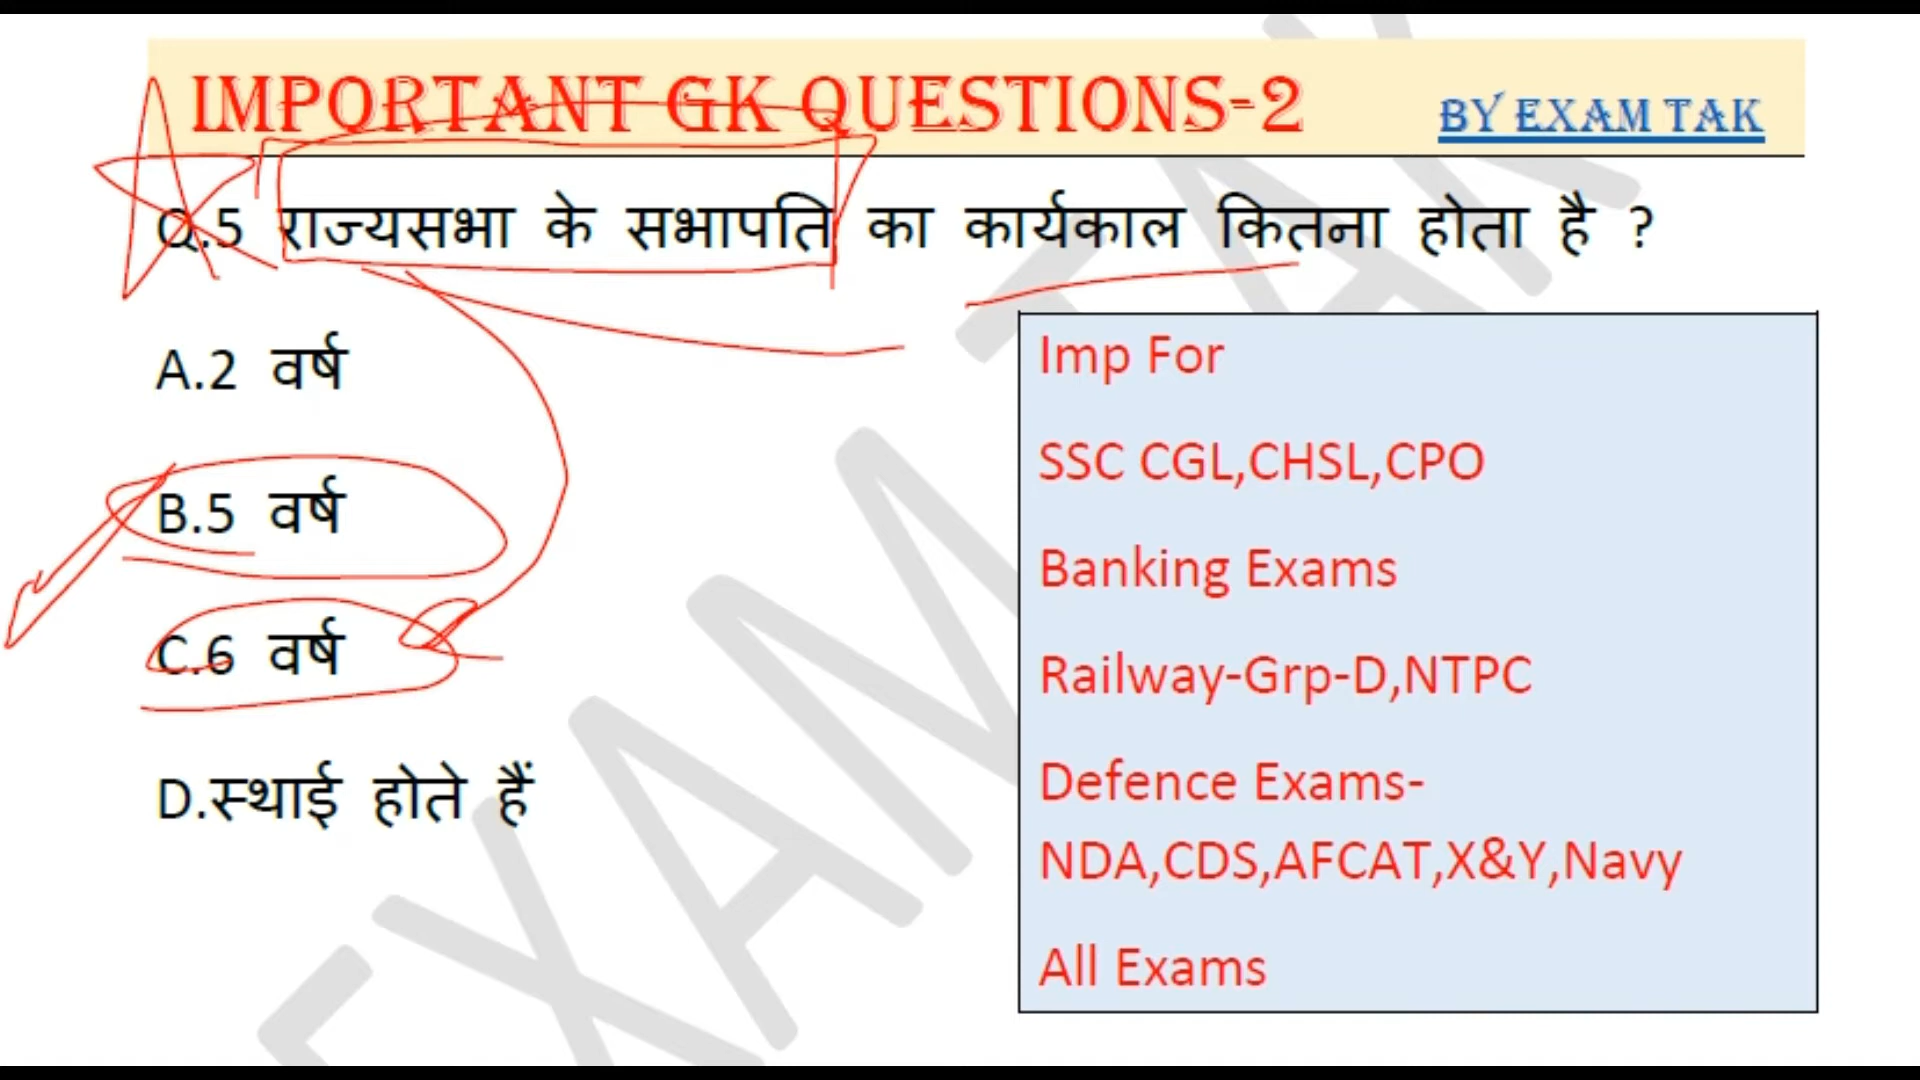 IMPORTANT GK QUESTIONS-2
BY EXAM TAK
Q.5 राज्यसभा के सभापति का कार्यकाल कितना होता है ?
A.2 वर्ष
B.5 वर्ष
C.6 वर्ष
D.स्थाई होते हैं
Imp For
SSC CGL,CHSL,CPO
Banking Exams
Railway-Grp-D,NTPC
Defence Exams-
NDA,CDS,AFCAT,X&Y,Navy
All Exams
EXAM TAK